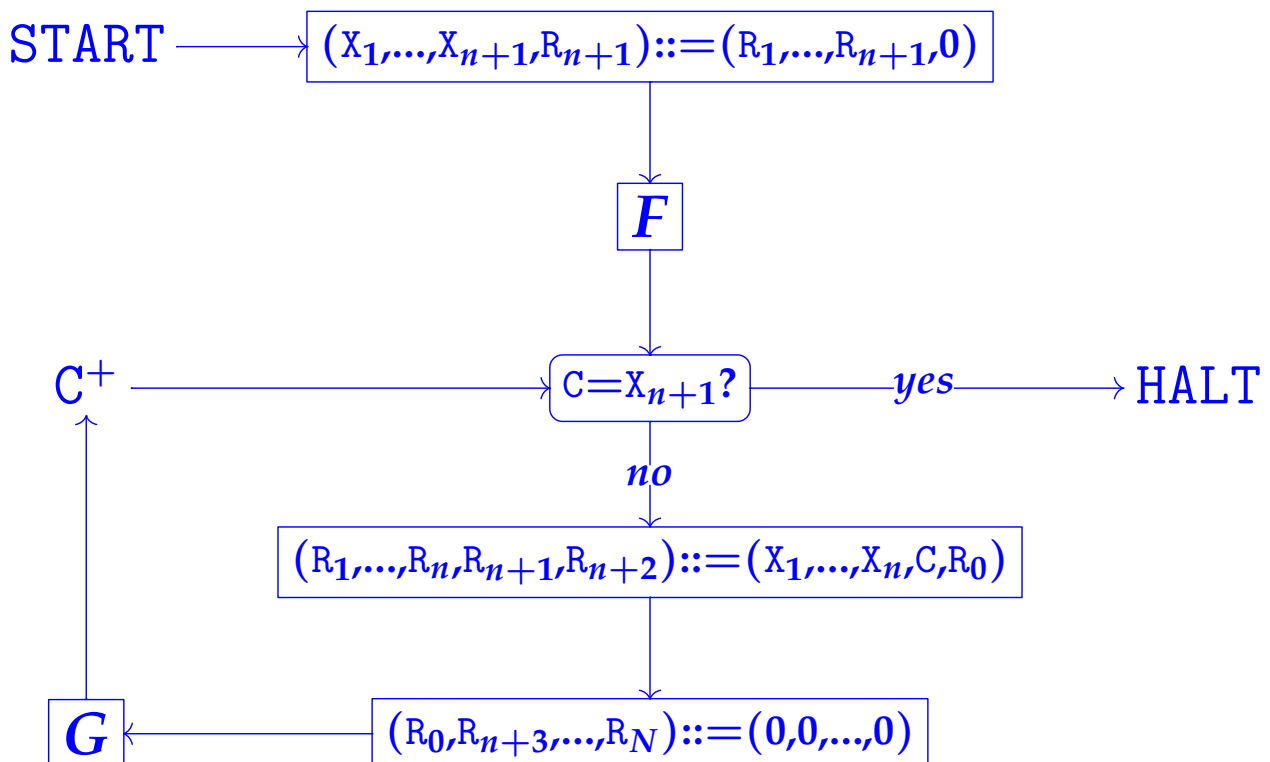 START (X₁,...,Xₙ₊₁,Rₙ₊₁)::=(R₁,...,Rₙ₊₁,0)
F
C⁺ C=Xₙ₊₁? yes HALT
no
(R₁,...,Rₙ,Rₙ₊₁,Rₙ₊₂)::=(X₁,...,Xₙ,C,R₀)
G (R₀,Rₙ₊₃,...,R_N)::=(0,0,...,0)